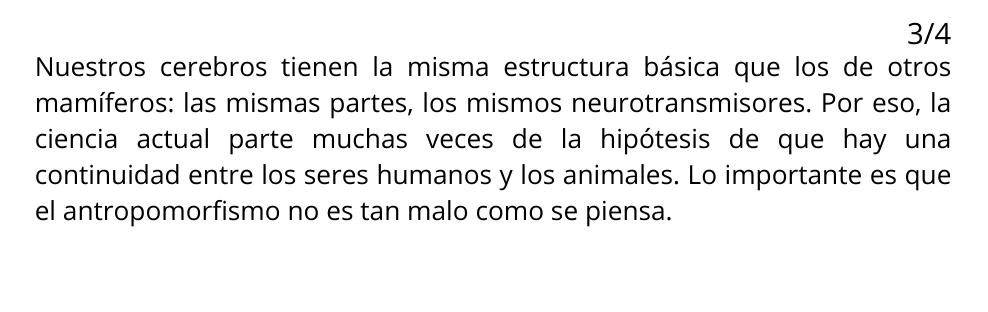 3/4
Nuestros cerebros tienen la misma estructura básica que los de otros
mamíferos: las mismas partes, los mismos neurotransmisores. Por eso, la
ciencia actual parte muchas veces de la hipótesis de que hay una
continuidad entre los seres humanos y los animales. Lo importante es que
el antropomorfismo no es tan malo como se piensa.